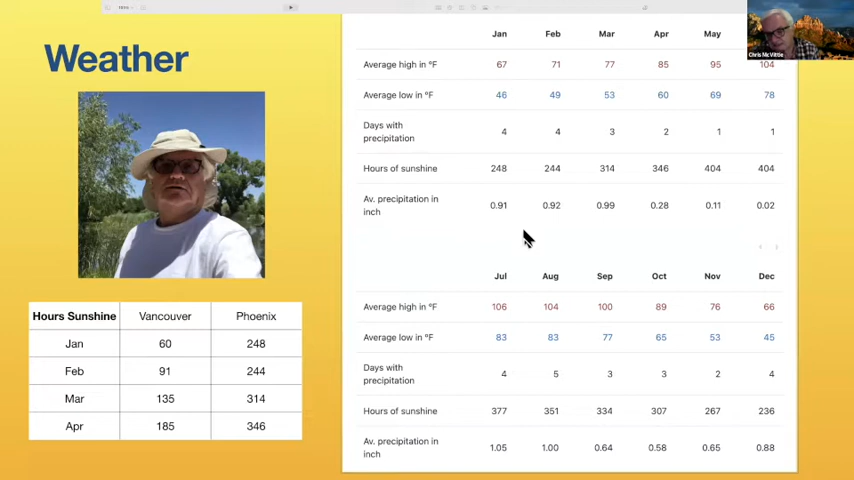 Weather
Jan Feb Mar Apr May
Chris McVittie
Average high in °F 67 71 77 85 95 104
Average low in °F 46 49 53 60 69 78
Days with
precipitation 4 4 3 2 1 1
Hours of sunshine 248 244 314 346 404 404
Av. precipitation in
inch 0.91 0.92 0.99 0.28 0.11 0.02
Jul Aug Sep Oct Nov Dec
Average high in °F 106 104 100 89 76 66
Average low in °F 83 83 77 65 53 45
Days with
precipitation 4 5 3 3 2 4
Hours of sunshine 377 351 334 307 267 236
Av. precipitation in
inch 1.05 1.00 0.64 0.58 0.65 0.88
Hours Sunshine Vancouver Phoenix
Jan 60 248
Feb 91 244
Mar 135 314
Apr 185 346